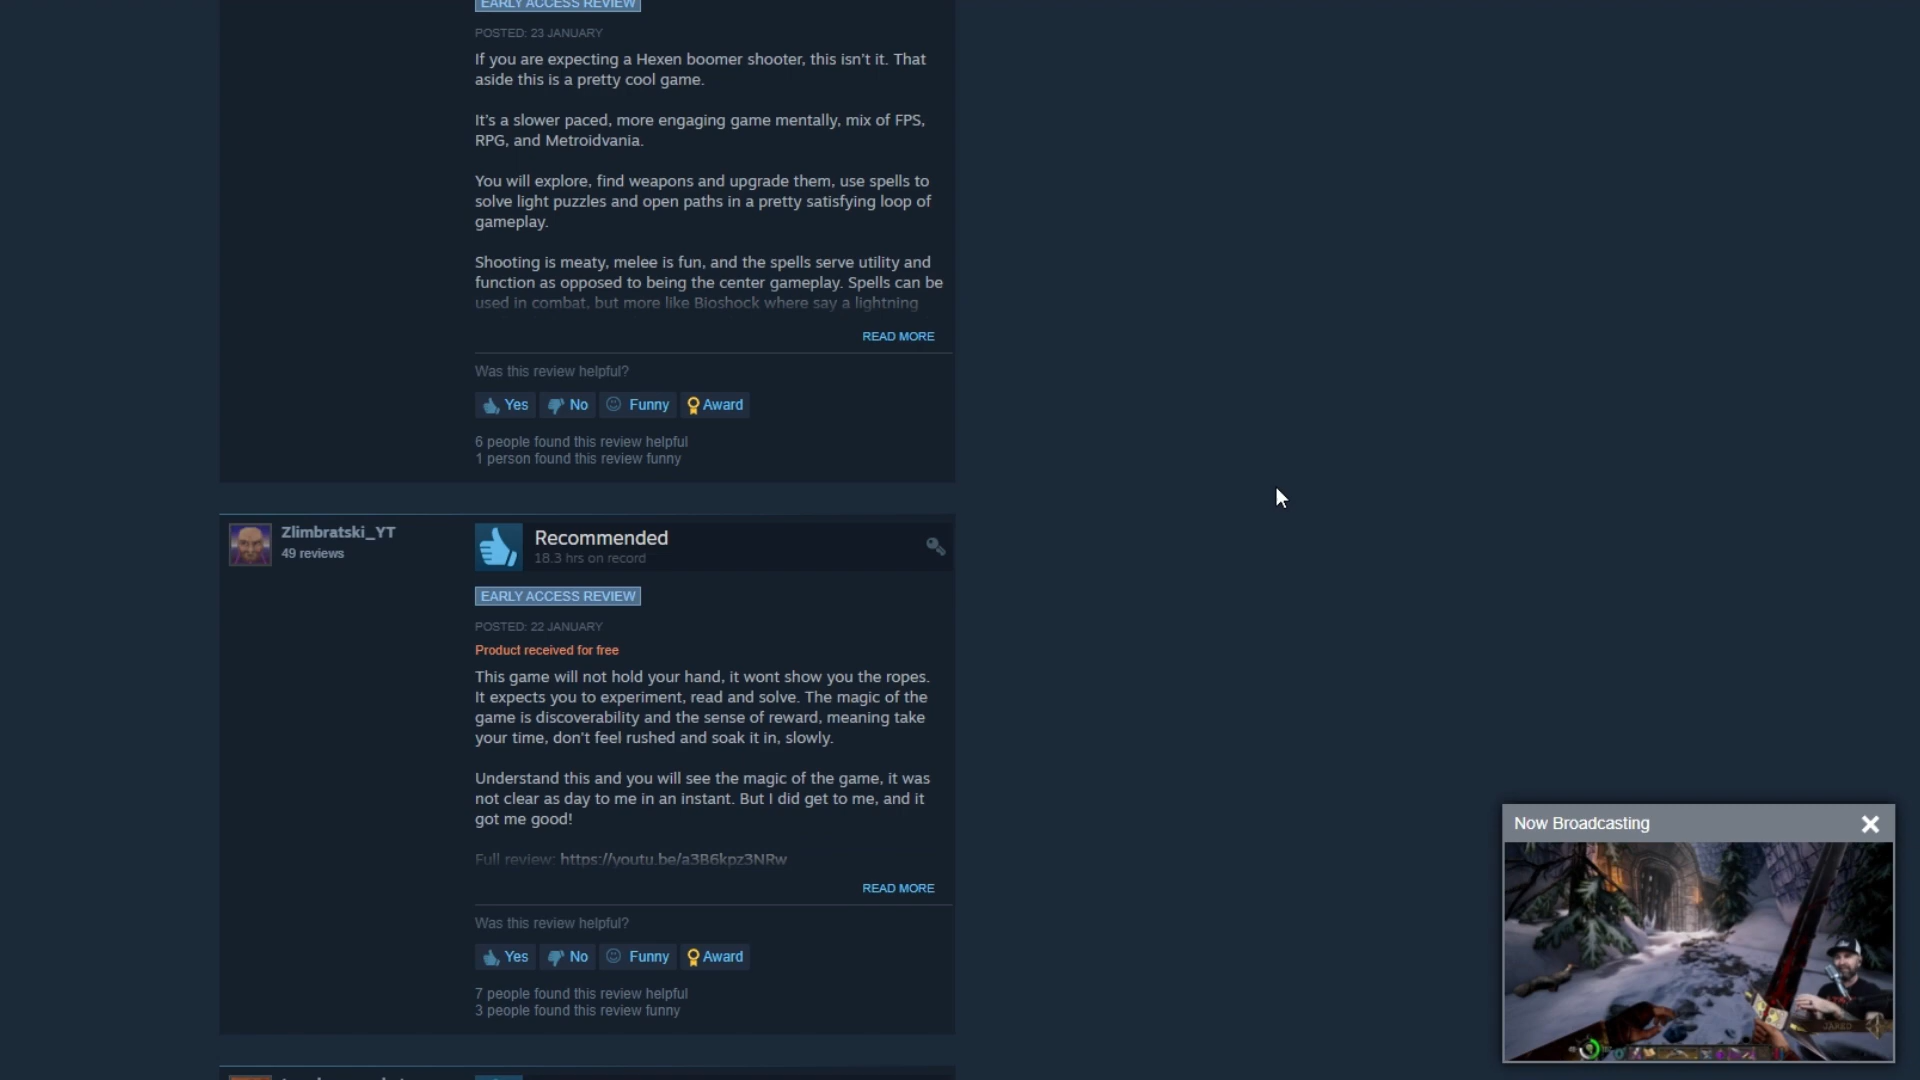 EARLY ACCESS REVIEW
POSTED: 23 JANUARY
If you are expecting a Hexen boomer shooter, this isn't it. That
aside this is a pretty cool game.
It's a slower paced, more engaging game mentally, mix of FPS,
RPG, and Metroidvania.
You will explore, find weapons and upgrade them, use spells to
solve light puzzles and open paths in a pretty satisfying loop of
gameplay.
Shooting is meaty, melee is fun, and the spells serve utility and
function as opposed to being the center gameplay. Spells can be
used in combat, but more like Bioshock where say a lightning
READ MORE
Was this review helpful?
Yes No Funny Award
6 people found this review helpful
1 person found this review funny
Zlimbratski_YT
49 reviews
Recommended
18.3 hrs on record
EARLY ACCESS REVIEW
POSTED: 22 JANUARY
Product received for free
This game will not hold your hand, it wont show you the ropes.
It expects you to experiment, read and solve. The magic of the
game is discoverability and the sense of reward, meaning take
your time, don't feel rushed and soak it in, slowly.
Understand this and you will see the magic of the game, it was
not clear as day to me in an instant. But I did get to me, and it
got me good!
Full review: https://youtu.be/a3B6kpz3NRw
READ MORE
Was this review helpful?
Yes No Funny Award
7 people found this review helpful
3 people found this review funny
Now Broadcasting
JARED